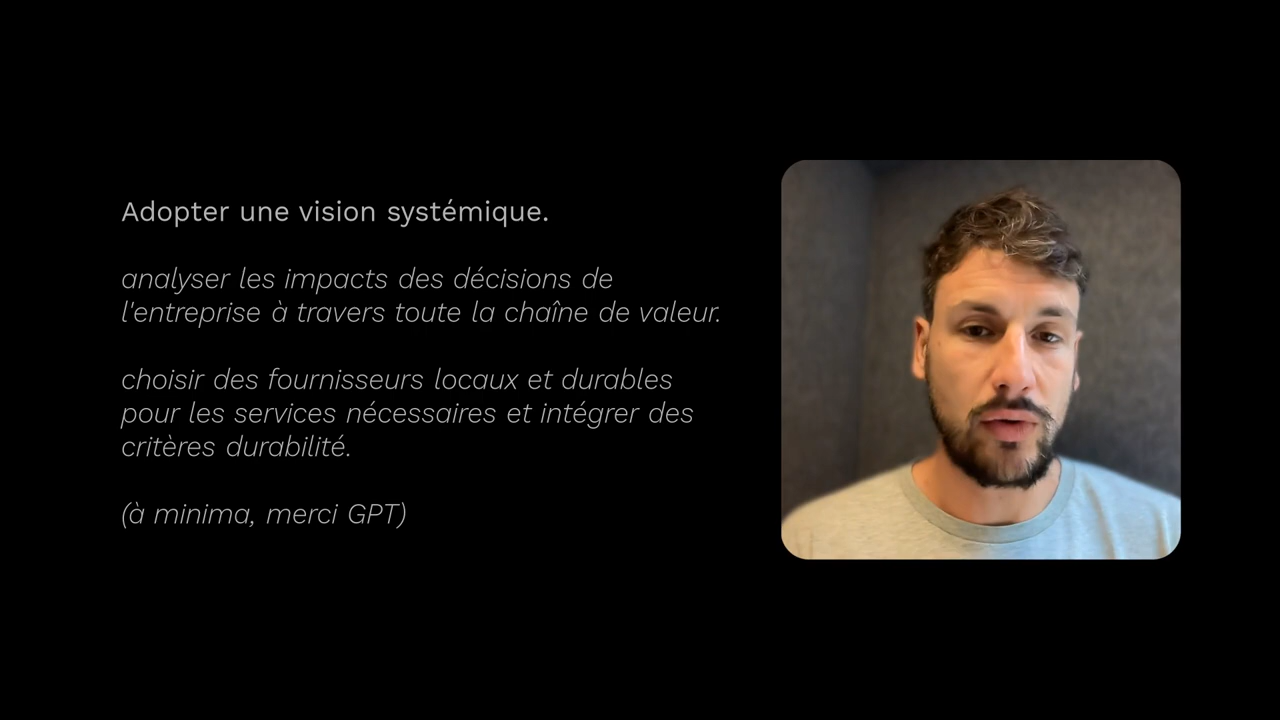 Adopter une vision systémique.
analyser les impacts des décisions de
l'entreprise à travers toute la chaîne de valeur.
choisir des fournisseurs locaux et durables
pour les services nécessaires et intégrer des
critères durabilité.
(à minima, merci GPT)